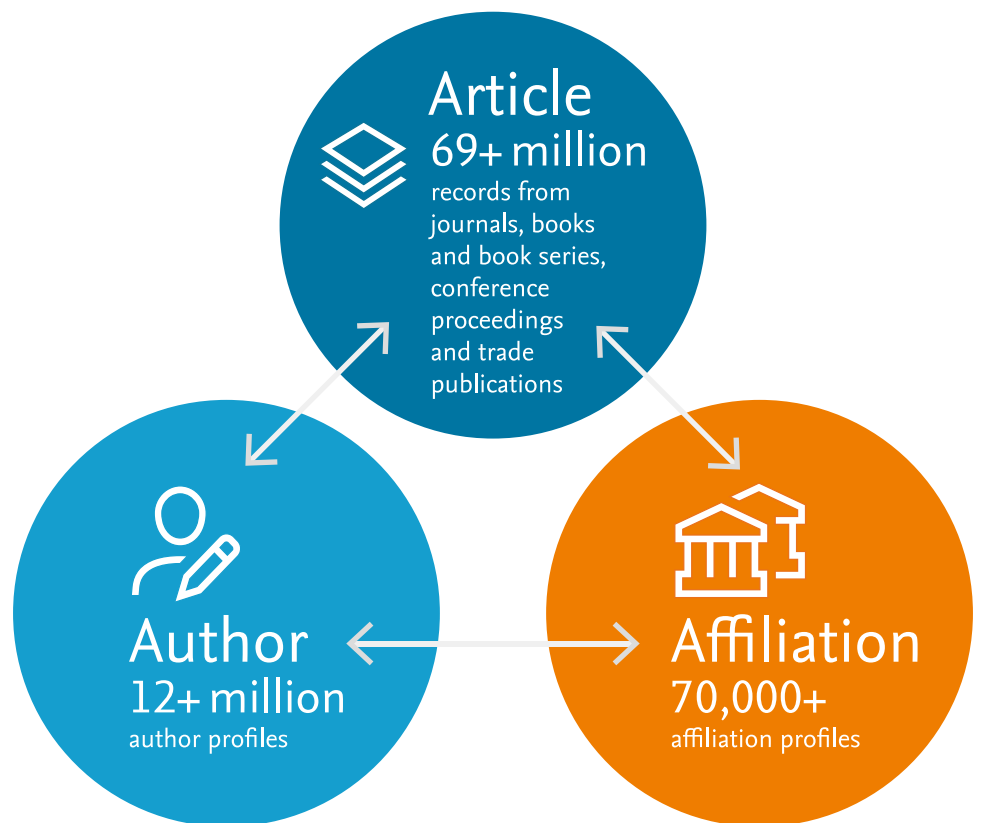 Article
69+ million
records from
journals, books
and book series,
conference
proceedings
and trade
publications
Author
12+ million
author profiles
Affiliation
70,000+
affiliation profiles